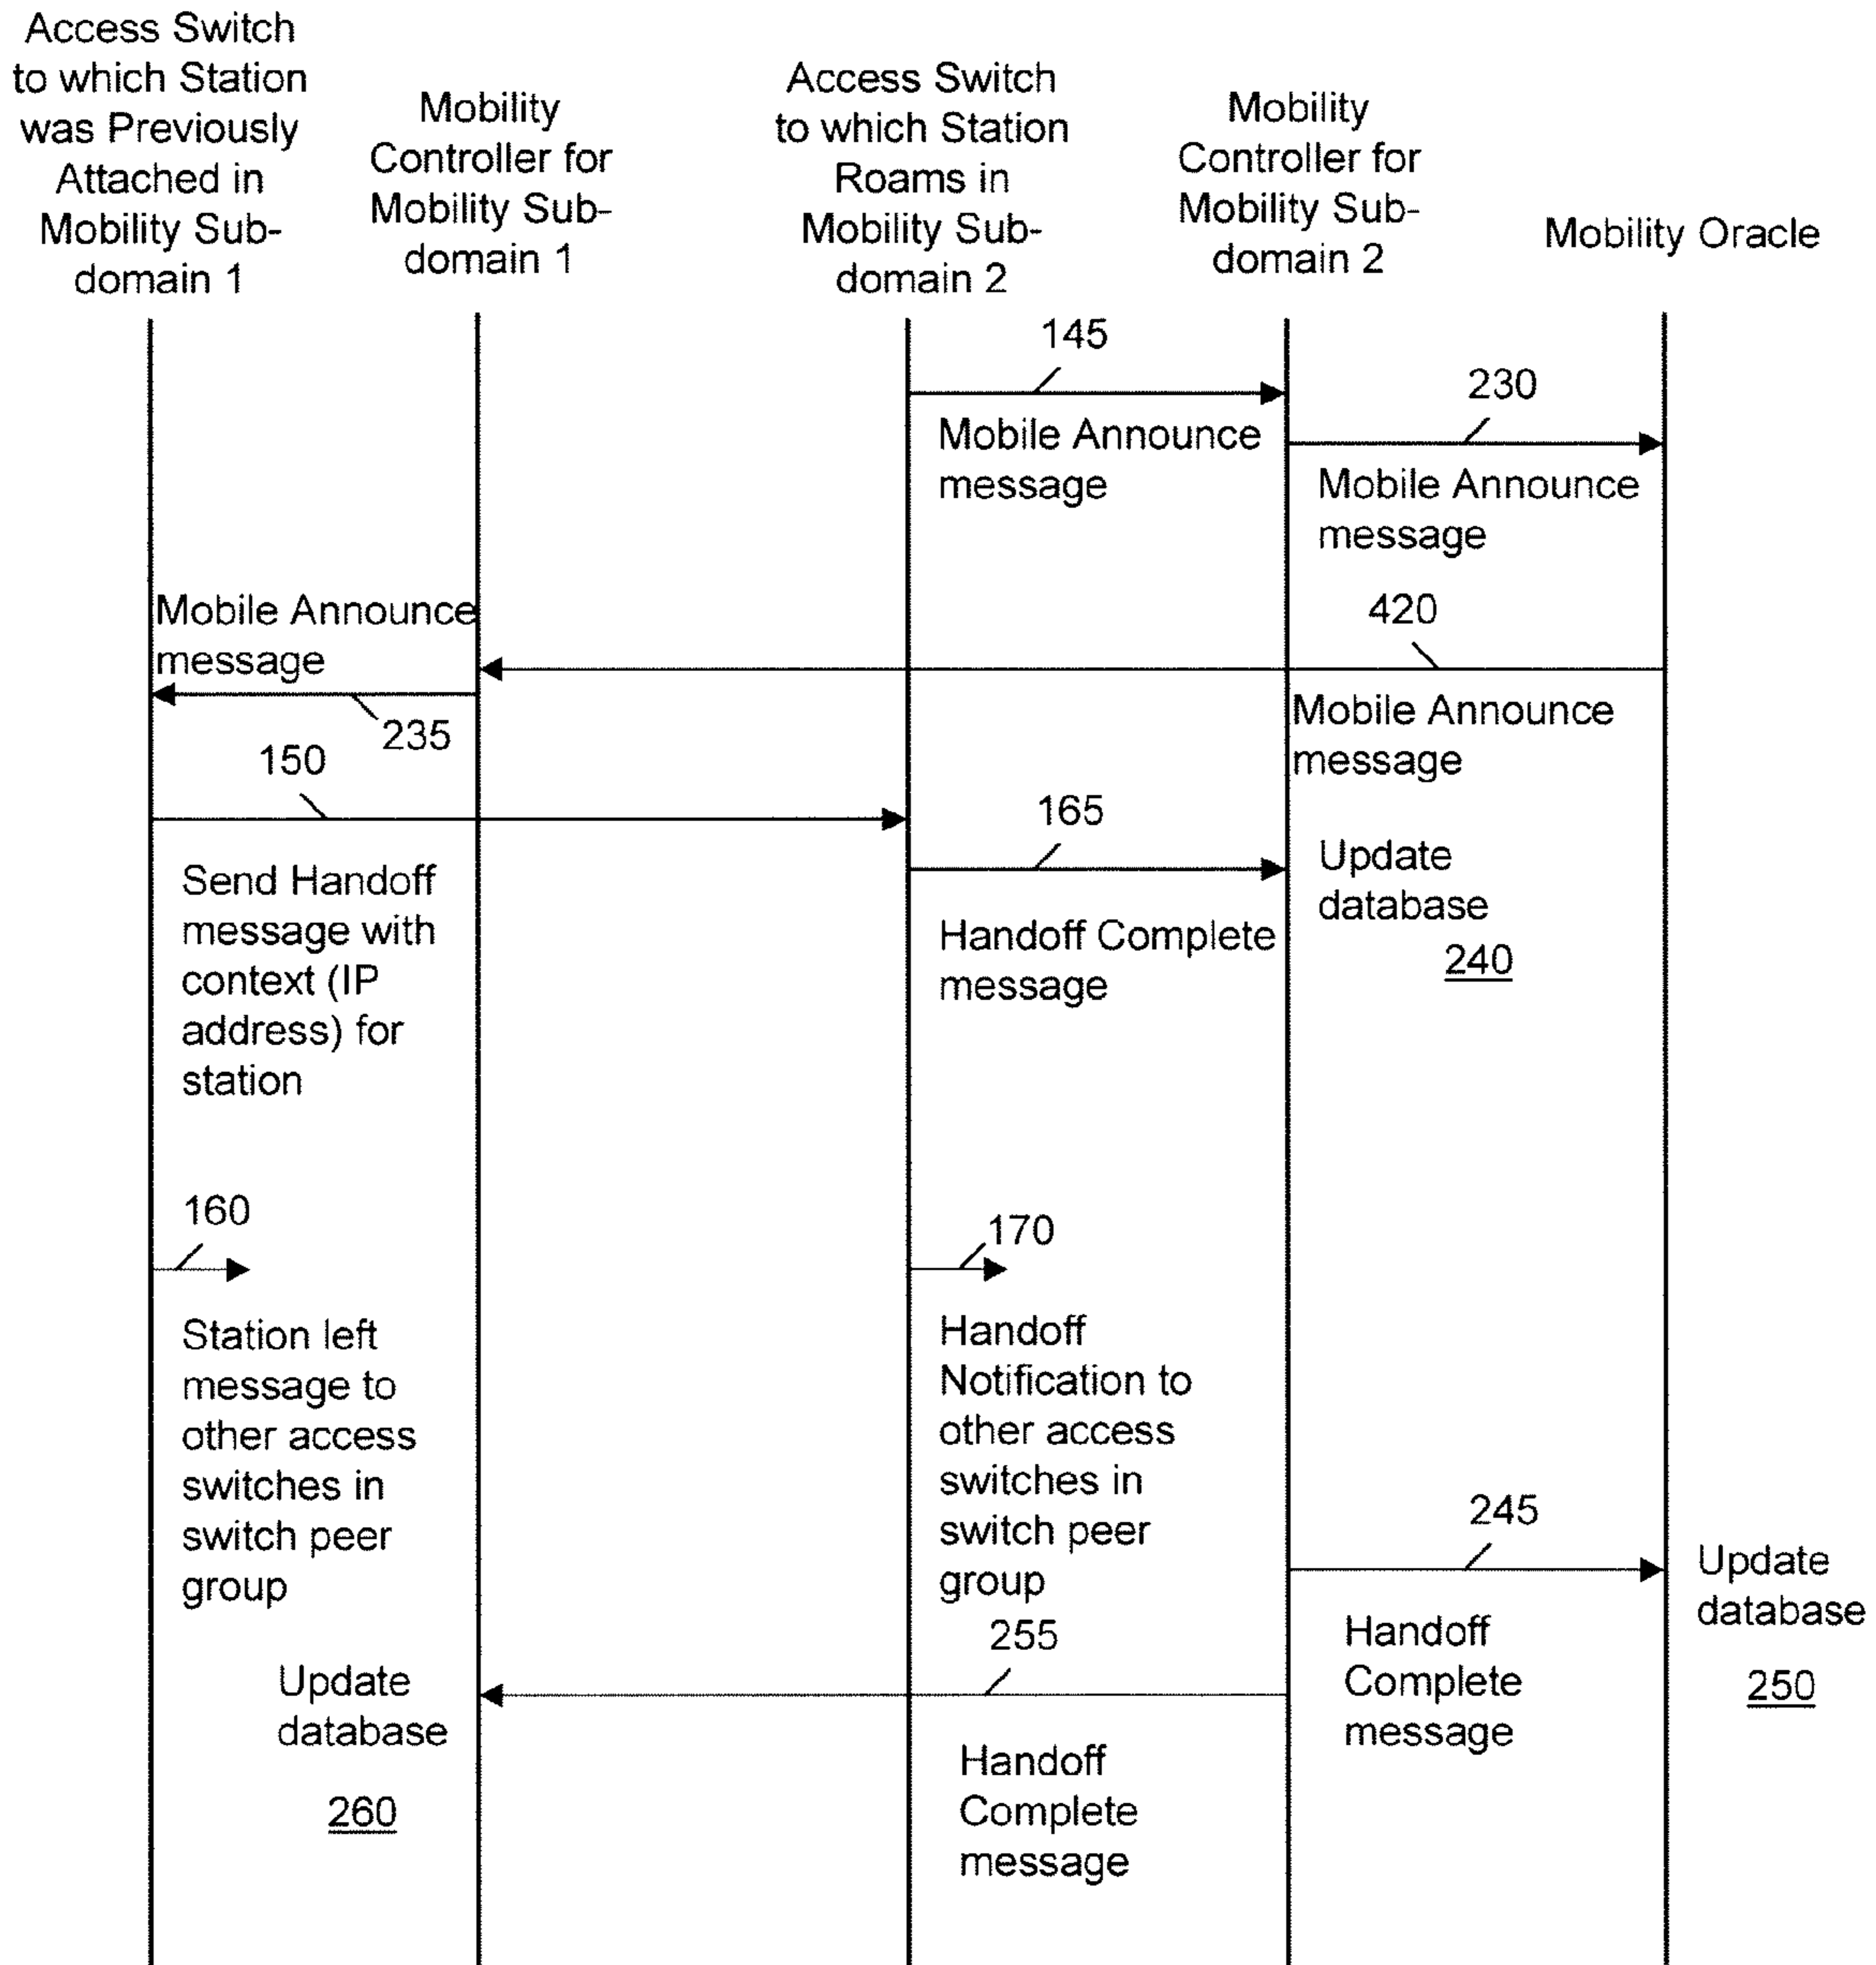 Access Switch
to which Station
was Previously
Attached in
Mobility Sub-
domain 1
Mobility
Controller for
Mobility Sub-
domain 1
Access Switch
to which Station
Roams in
Mobility Sub-
domain 2
Mobility
Controller for
Mobility Sub-
domain 2
Mobility Oracle
145
Mobile Announce
message
230
Mobile Announce
message
420
Mobile Announce
message
Mobile Announce
message
235
150
Send Handoff
message with
context (IP
address) for
station
165
Handoff Complete
message
Update
database
240
160
Station left
message to
other access
switches in
switch peer
group
170
Handoff
Notification to
other access
switches in
switch peer
group
245
Handoff
Complete
message
Update
database
250
255
Handoff
Complete
message
Update
database
260